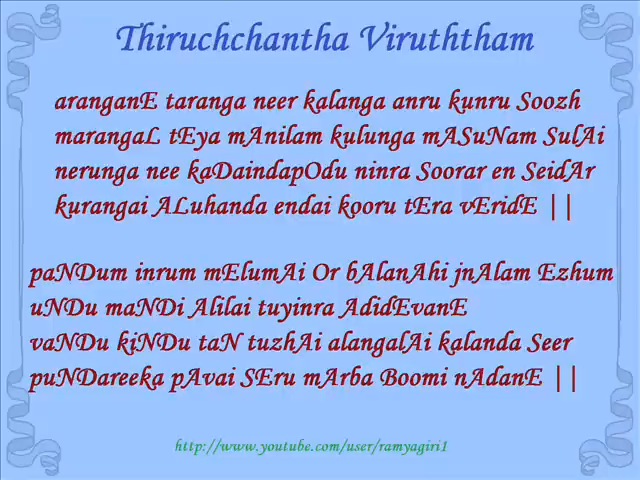 Thiruchchantha Viruththam
aranganE taranga neer kalanga anru kunru Soozh
marangaL tEya mAnilam kulunga mASuNam SulAi
nerunga nee kaDaindapOdu ninra Soorar en SeidAr
kurangai ALuhanda endai kooru tEra vEridE ||
paNDum inrum mElumAi Or bAlanAhi jnAlam Ezhum
uNDu maNDi Alilai tuyinra AdidEvanE
vaNDu kiNDu taN tuzhAi alangalAi kalanda Seer
puNDareeka pAvai SEru mArba Boomi nAdanE ||
http://www.youtube.com/user/ramyagiri1